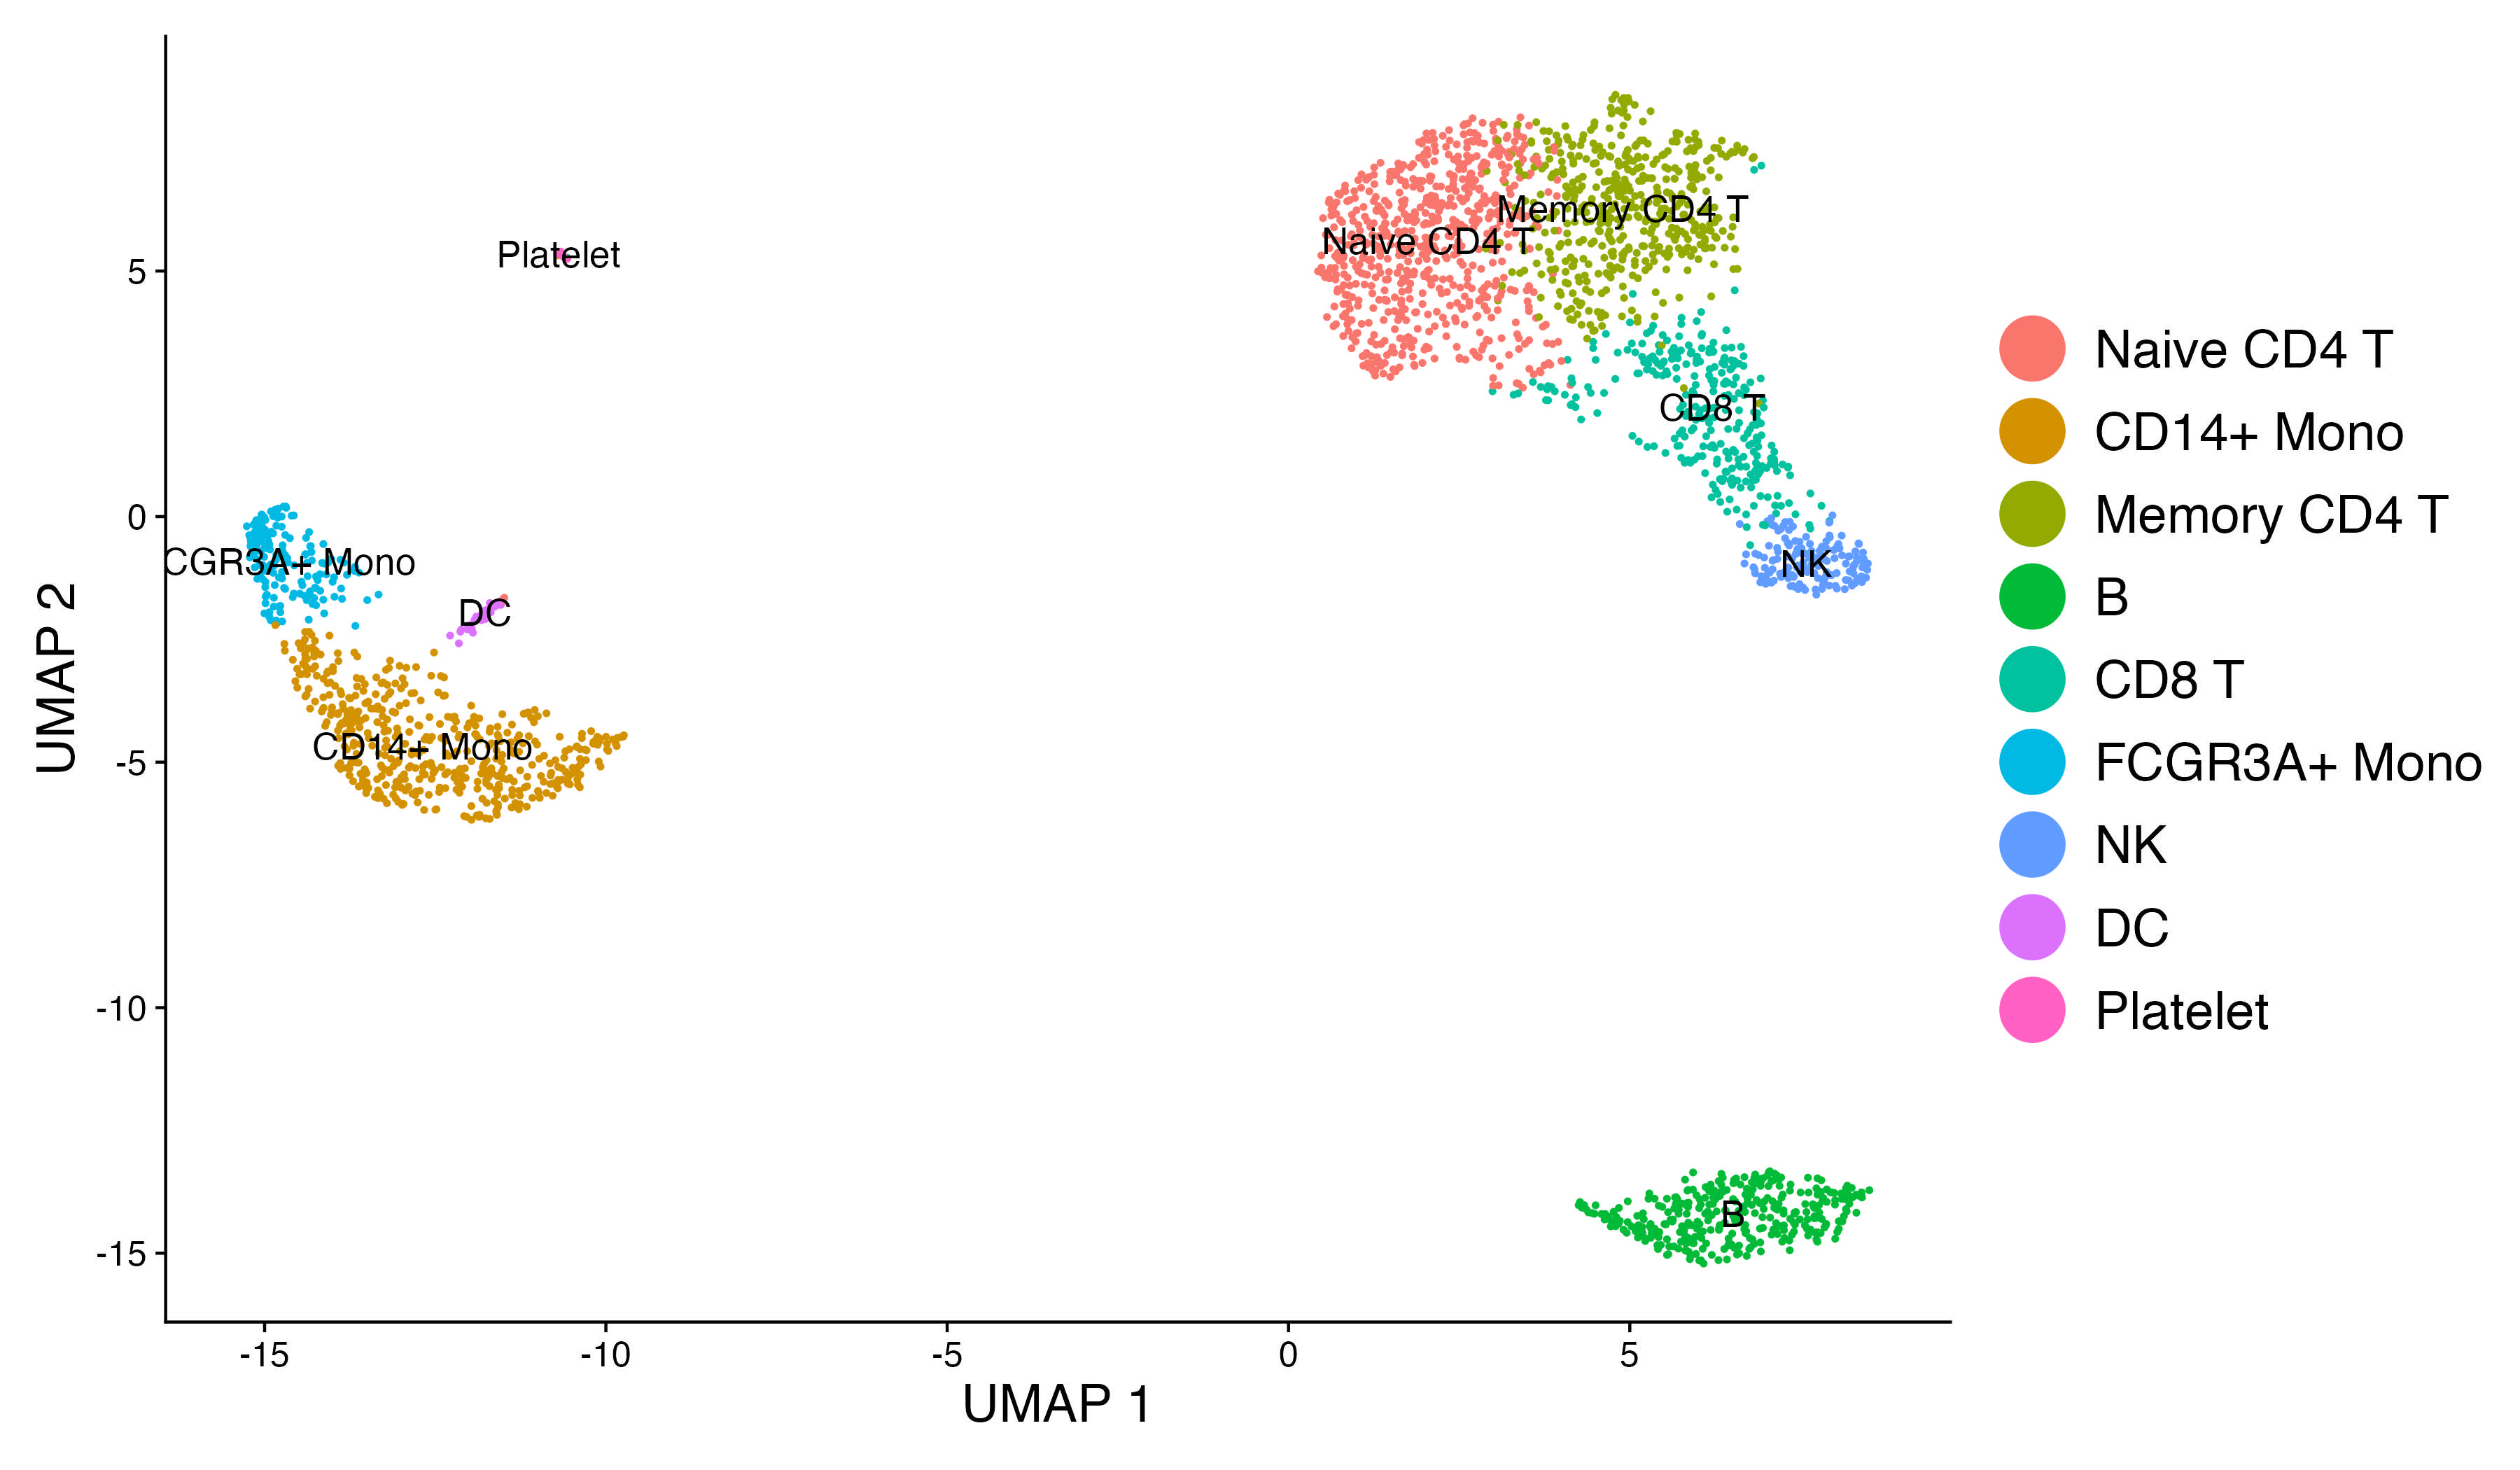 Memory CD4 T
Naive CD4 T
Platelet
CD8 T
CGR3A+ Mono
NK
DC
CD14+ Mono
B
5
0
-5
-10
-15
UMAP 2
-15
-10
-5
0
5
UMAP 1
Naive CD4 T
CD14+ Mono
Memory CD4 T
B
CD8 T
FCGR3A+ Mono
NK
DC
Platelet